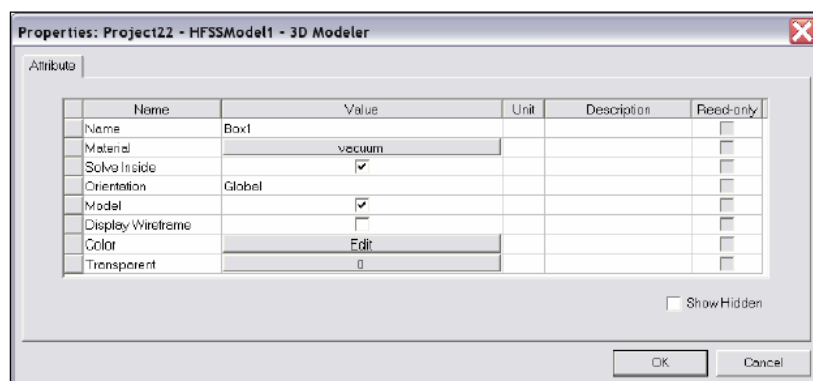 Properties: Project22 - HFSSModel1 - 3D Modeler
Attribute
Name Value Unit Description Read-only
Name Box1
Material vacuum
Solve Inside
Orientation Global
Model
Display Wireframe
Color Edit
Transparent 0
Show Hidden
OK Cancel